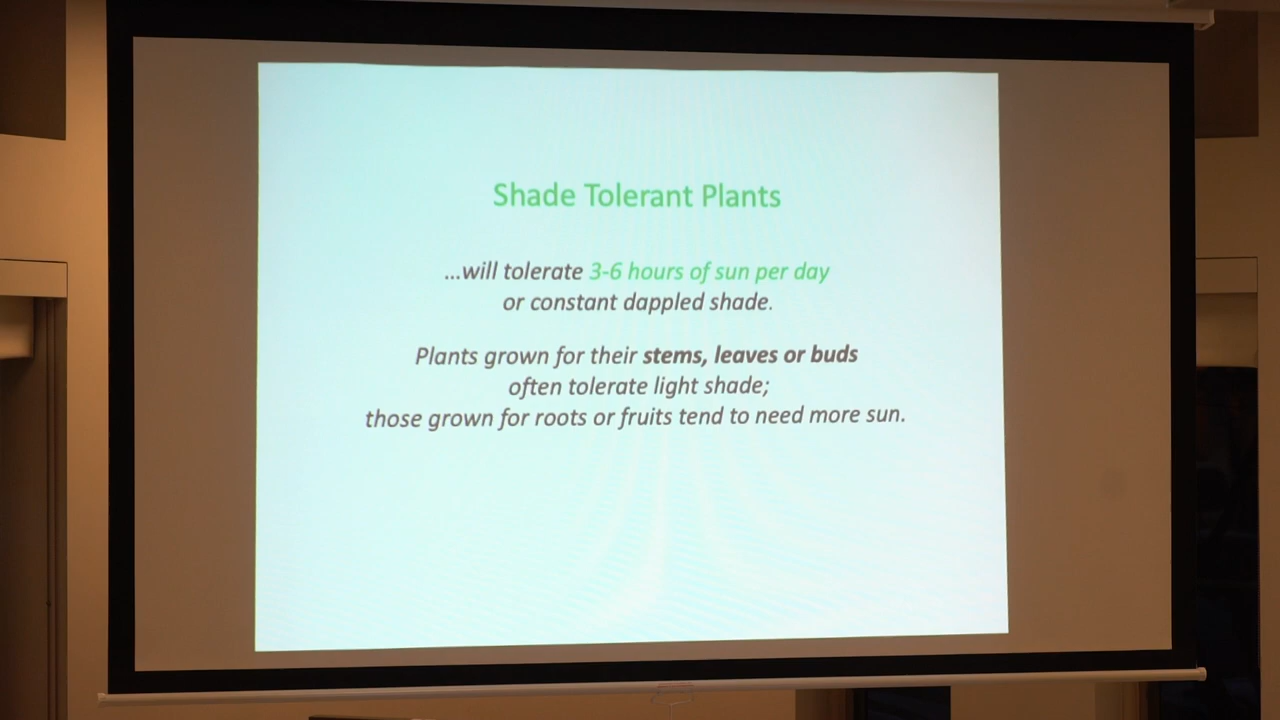 Shade Tolerant Plants
...will tolerate 3-6 hours of sun per day
or constant dappled shade.
Plants grown for their stems, leaves or buds
often tolerate light shade;
those grown for roots or fruits tend to need more sun.